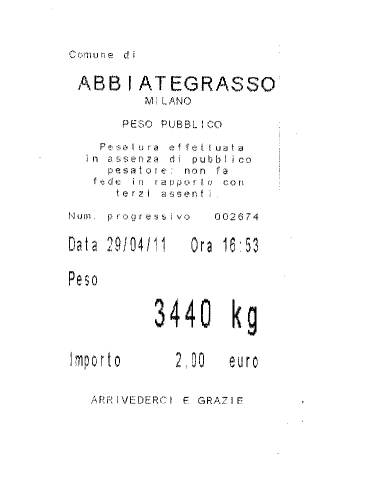 Comune di
ABBIATEGRASSO
MILANO
PESO PUBBLICO
Pesatura effettuata
in assenza di pubblico
pesatore: non fa
fede in rapporto con
terzi assenti.
Num. progressivo 002674
Data 29/04/11 Ora 16:53
Peso
3440 kg
Importo 2,00 euro
ARRIVEDERCI E GRAZIE